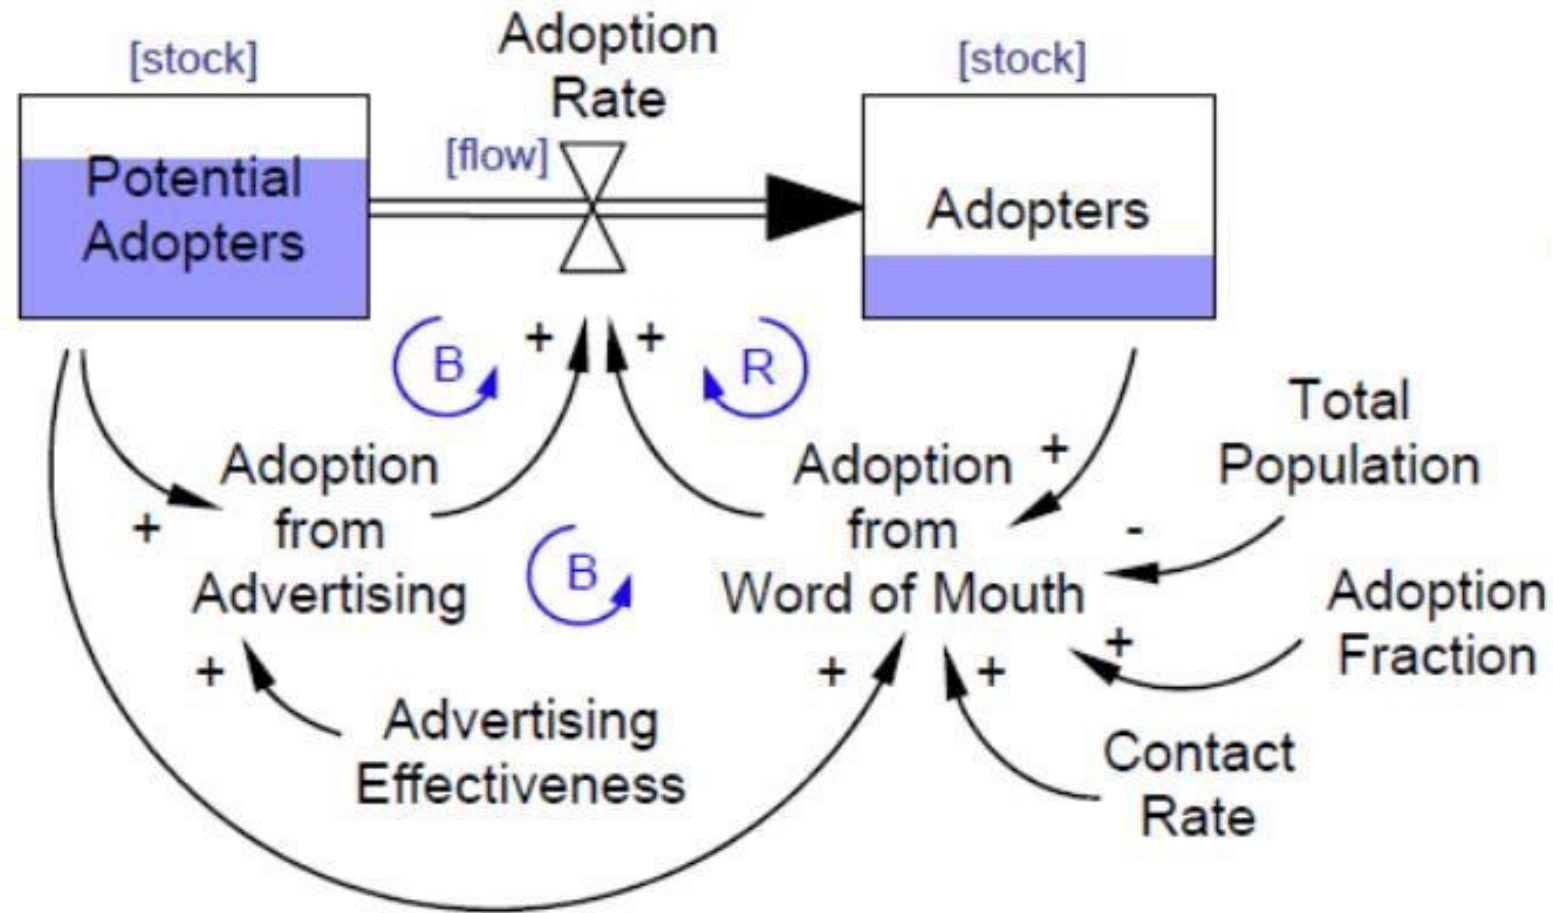 [stock]
Adoption
Rate
[stock]
[flow]
Potential
Adopters
Adopters
B
+
+
R
Total
Population
Adoption
from
Advertising
+
Adoption
from
Word of Mouth
+
-
B
Adoption
Fraction
+
Advertising
Effectiveness
+
+
+
Contact
Rate